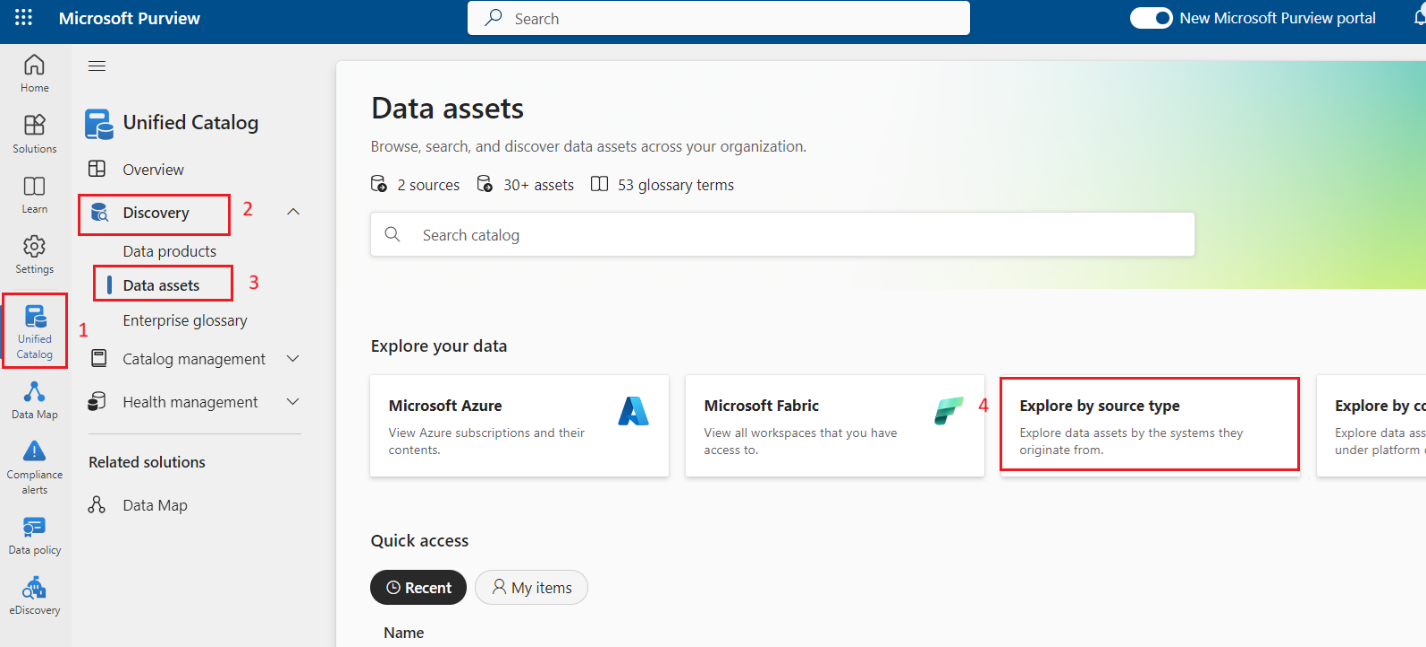 Microsoft Purview
Search
New Microsoft Purview portal
Home
Solutions
Learn
Settings
Unified
Catalog
1
Data Map
Compliance
alerts
Data policy
eDiscovery
Unified Catalog
Overview
Discovery
2
Data products
Data assets
3
Enterprise glossary
Catalog management
Health management
Related solutions
Data Map
Data assets
Browse, search, and discover data assets across your organization.
2 sources 30+ assets 53 glossary terms
Search catalog
Explore your data
Microsoft Azure
View Azure subscriptions and their
contents.
Microsoft Fabric
View all workspaces that you have
access to.
4
Explore by source type
Explore data assets by the systems they
originate from.
Explore by
Explore data
under platform
Quick access
Recent
My items
Name